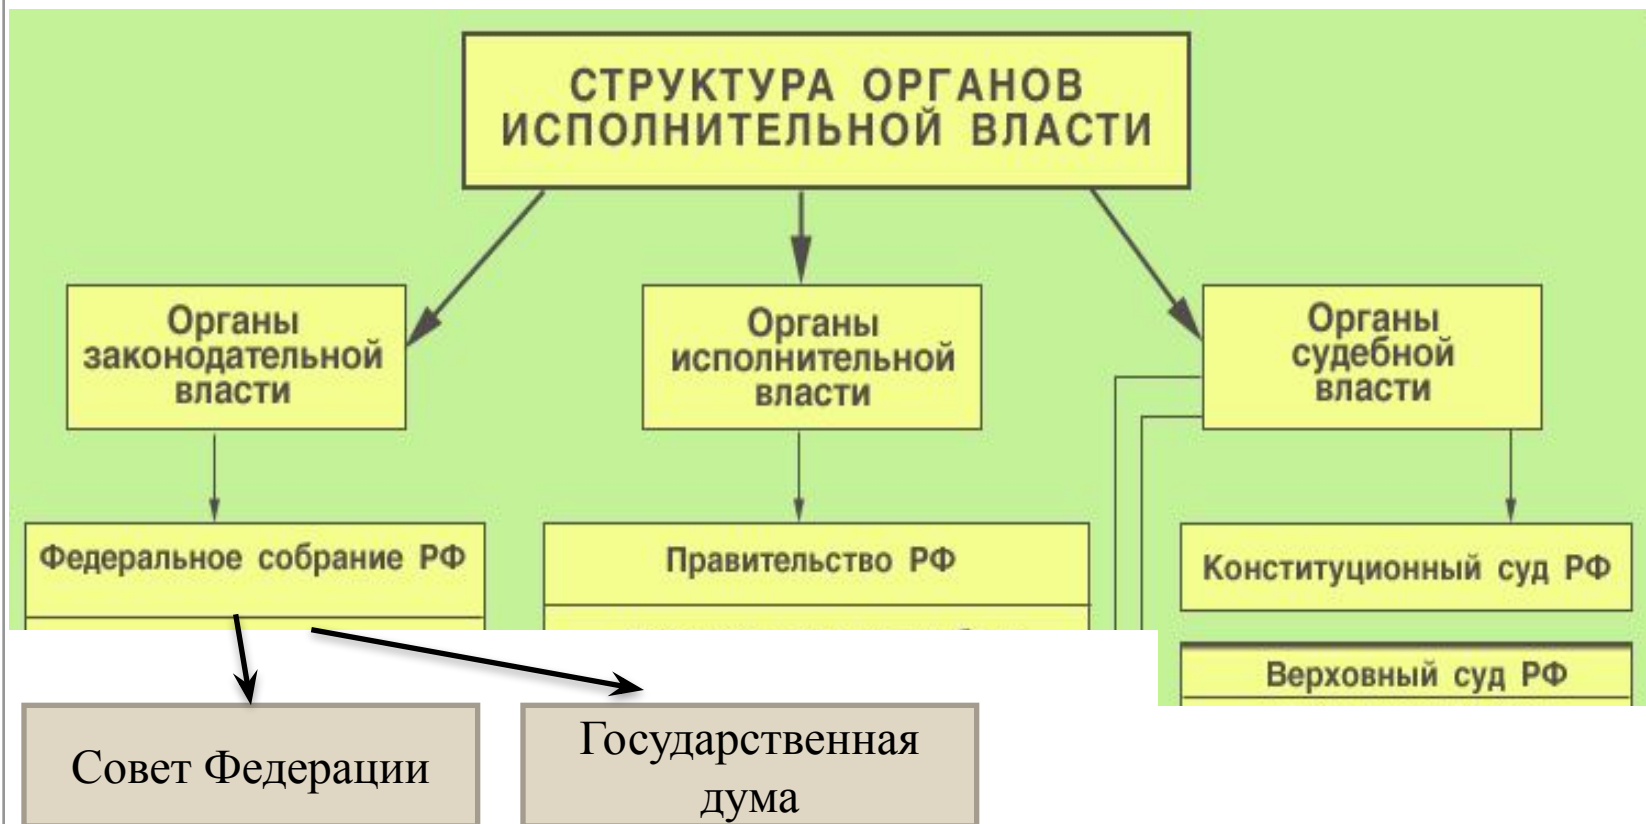 СТРУКТУРА ОРГАНОВ
ИСПОЛНИТЕЛЬНОЙ ВЛАСТИ
Органы
законодательной
власти
Органы
исполнительной
власти
Органы
судебной
власти
Федеральное собрание РФ
Правительство РФ
Конституционный суд РФ
Верховный суд РФ
Совет Федерации
Государственная
дума